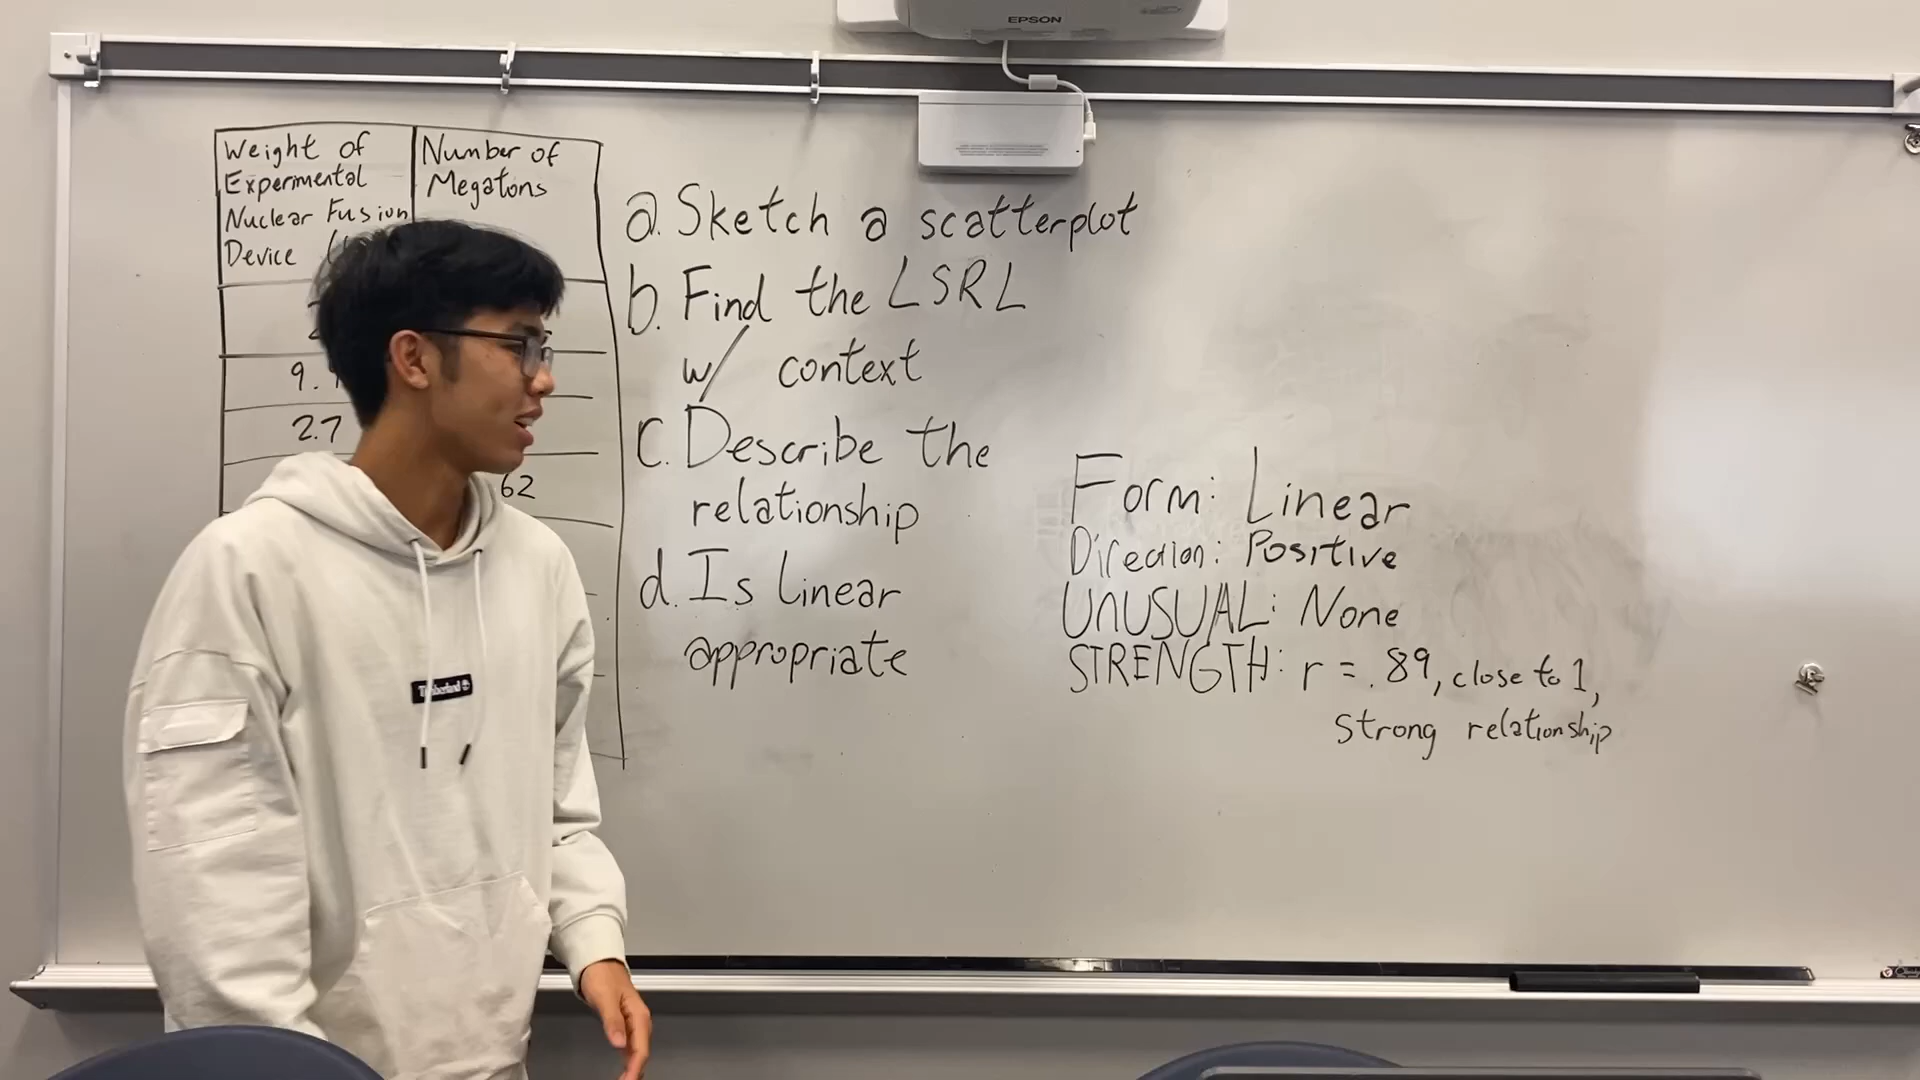 EPSON
Weight of
Experimental
Nuclear Fusion
Device
Number of
Megatons
9.
2.7
62
a. Sketch a scatterplot
b. Find the LSRL
w/ context
c. Describe the
relationship
d. Is linear
appropriate
Form: Linear
Direction: Positive
UNUSUAL: None
STRENGTH: r = .89, close to 1,
strong relationship
Timberland